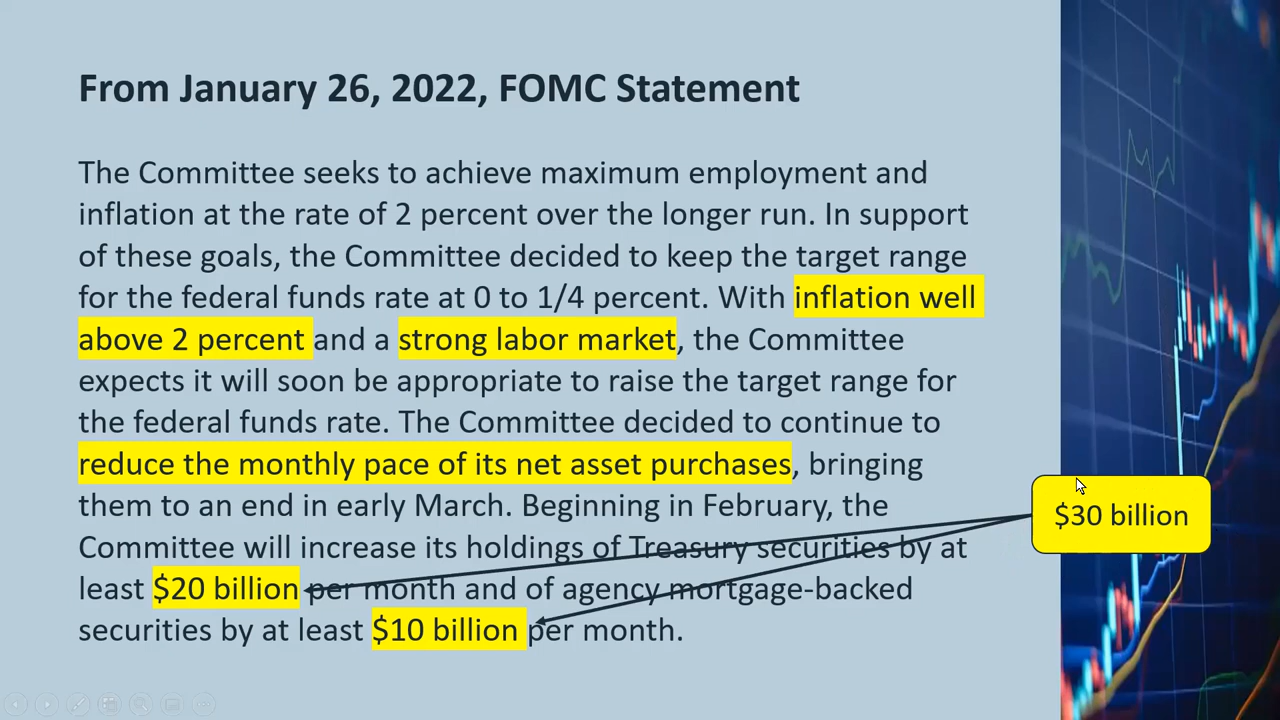 From January 26, 2022, FOMC Statement
The Committee seeks to achieve maximum employment and
inflation at the rate of 2 percent over the longer run. In support
of these goals, the Committee decided to keep the target range
for the federal funds rate at 0 to 1/4 percent. With inflation well
above 2 percent and a strong labor market, the Committee
expects it will soon be appropriate to raise the target range for
the federal funds rate. The Committee decided to continue to
reduce the monthly pace of its net asset purchases, bringing
them to an end in early March. Beginning in February, the
Committee will increase its holdings of Treasury securities by at
least $20 billion per month and of agency mortgage-backed
securities by at least $10 billion per month.
$30 billion